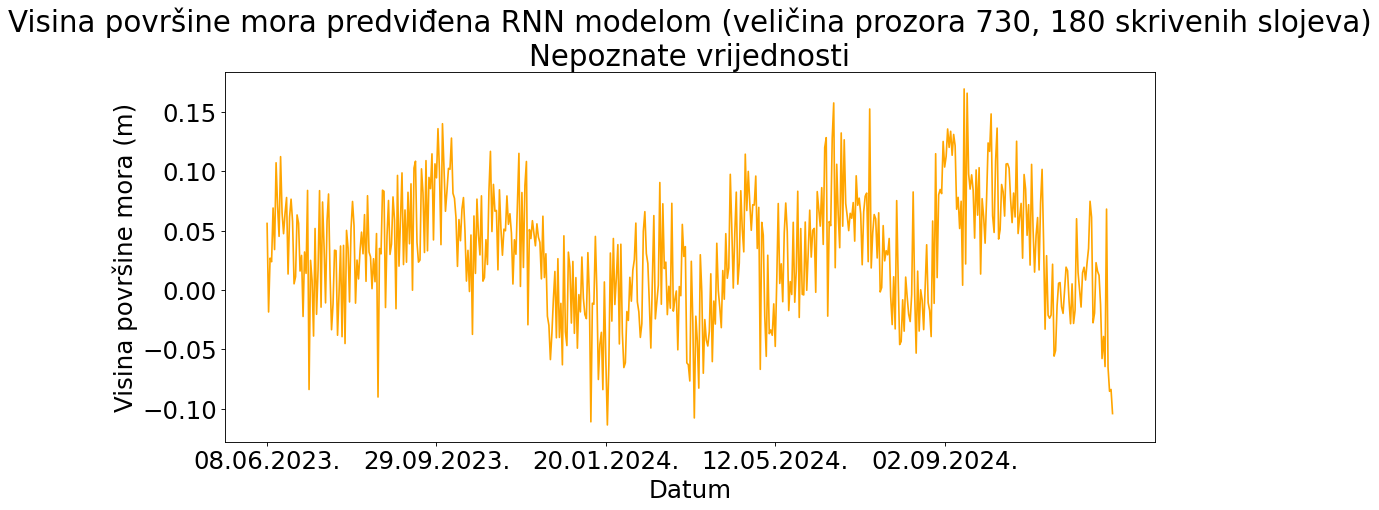 Visina površine mora predviđena RNN modelom (veličina prozora 730, 180 skrivenih slojeva)
Nepoznate vrijednosti
Visina površine mora (m)
0.15
0.10
0.05
0.00
−0.05
−0.10
08.06.2023.
29.09.2023.
20.01.2024.
12.05.2024.
02.09.2024.
Datum